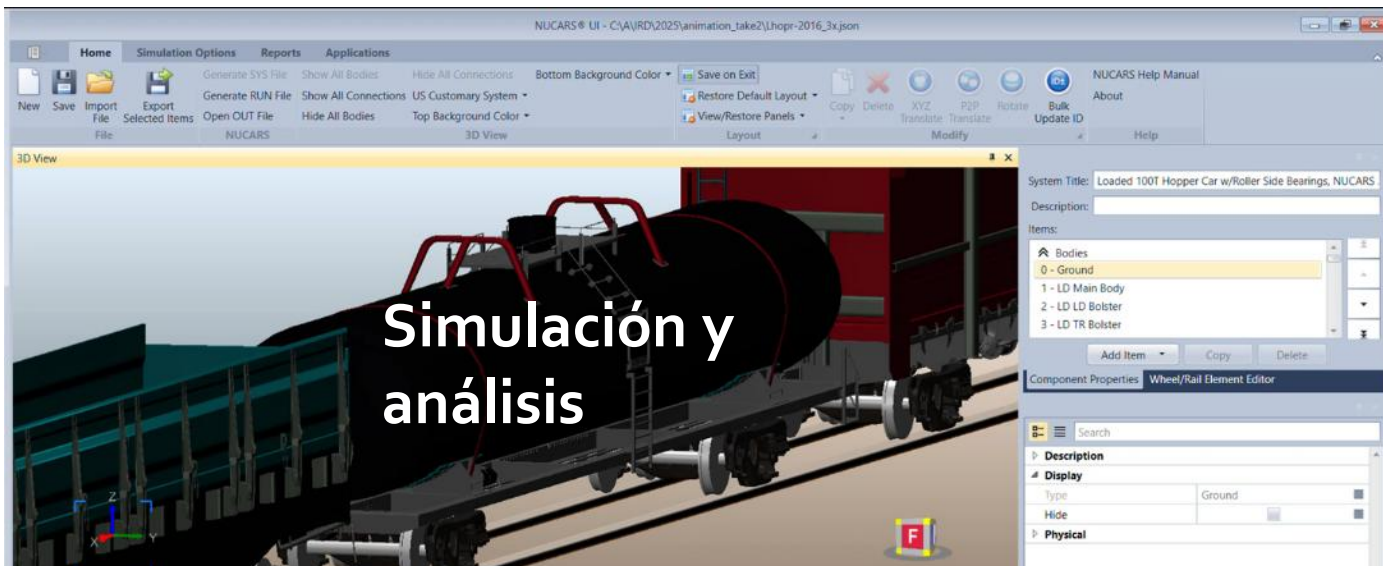 NUCARS® UI - C:\A\IRD\2025\animation_take2\Lhopr-2016_3x.json
Home Simulation Options Reports Applications
Generate SYS File Show All Bodies Hide All Connections Bottom Background Color Save on Exit NUCARS Help Manual
Generate RUN File Show All Connections US Customary System Restore Default Layout About
New Save Import File Export Selected Items Open OUT File Hide All Bodies Top Background Color View/Restore Panels Copy Delete XYZ Translate P2P Translate Rotate Bulk Update ID
File NUCARS 3D View Layout Modify Help
3D View
System Title: Loaded 100T Hopper Car w/Roller Side Bearings, NUCARS
Description:
Items:
Bodies
0 - Ground
1 - LD Main Body
2 - LD LD Bolster
3 - LD TR Bolster
Add Item Copy Delete
Component Properties Wheel/Rail Element Editor
Search
Description
Display
Type Ground
Hide
Physical
Simulación y
análisis
Z
X Y
F